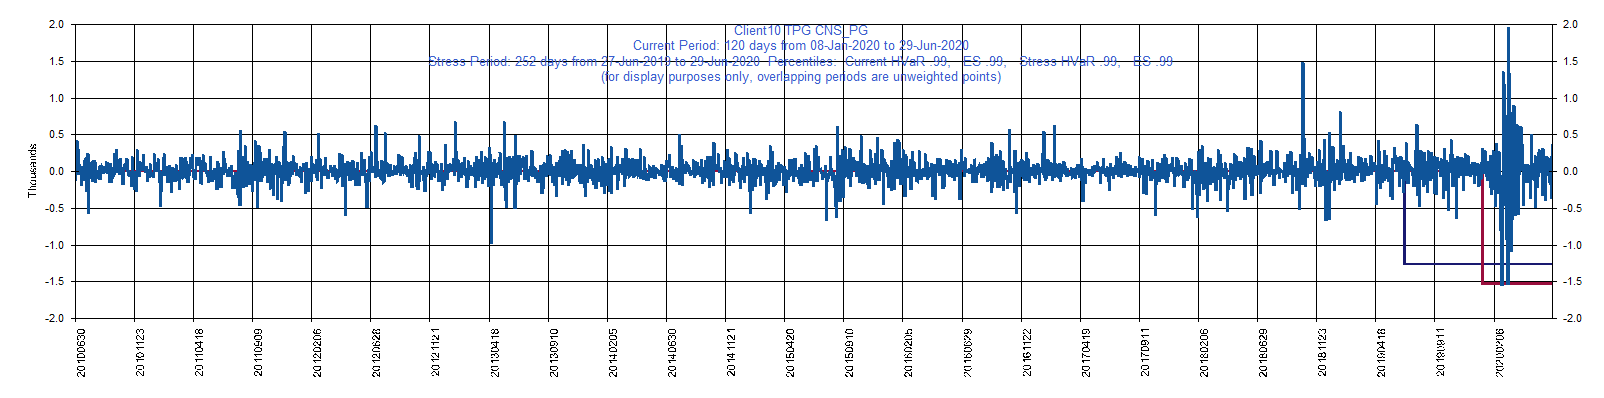 Client10 TPG CNS_PG
Current Period: 120 days from 08-Jan-2020 to 29-Jun-2020
Stress Period: 252 days from 27-Jun-2019 to 29-Jun-2020 Percentiles: Current HVaR .99, ES .99, Stress HVaR .99, ES .99
(for display purposes only, overlapping periods are unweighted points)
2.0 2.0
1.5 1.5
1.0 1.0
0.5 0.5
0.0 0.0
-0.5 -0.5
-1.0 -1.0
-1.5 -1.5
-2.0 -2.0
Thousands
20100630 20101123 20110418 20110909 20120206 20120628 20121121 20130418 20130910 20140205 20140630 20141121 20150420 20150910 20160205 20160629 20161122 20170419 20170911 20180206 20180629 20181123 20190418 20190911 20200206